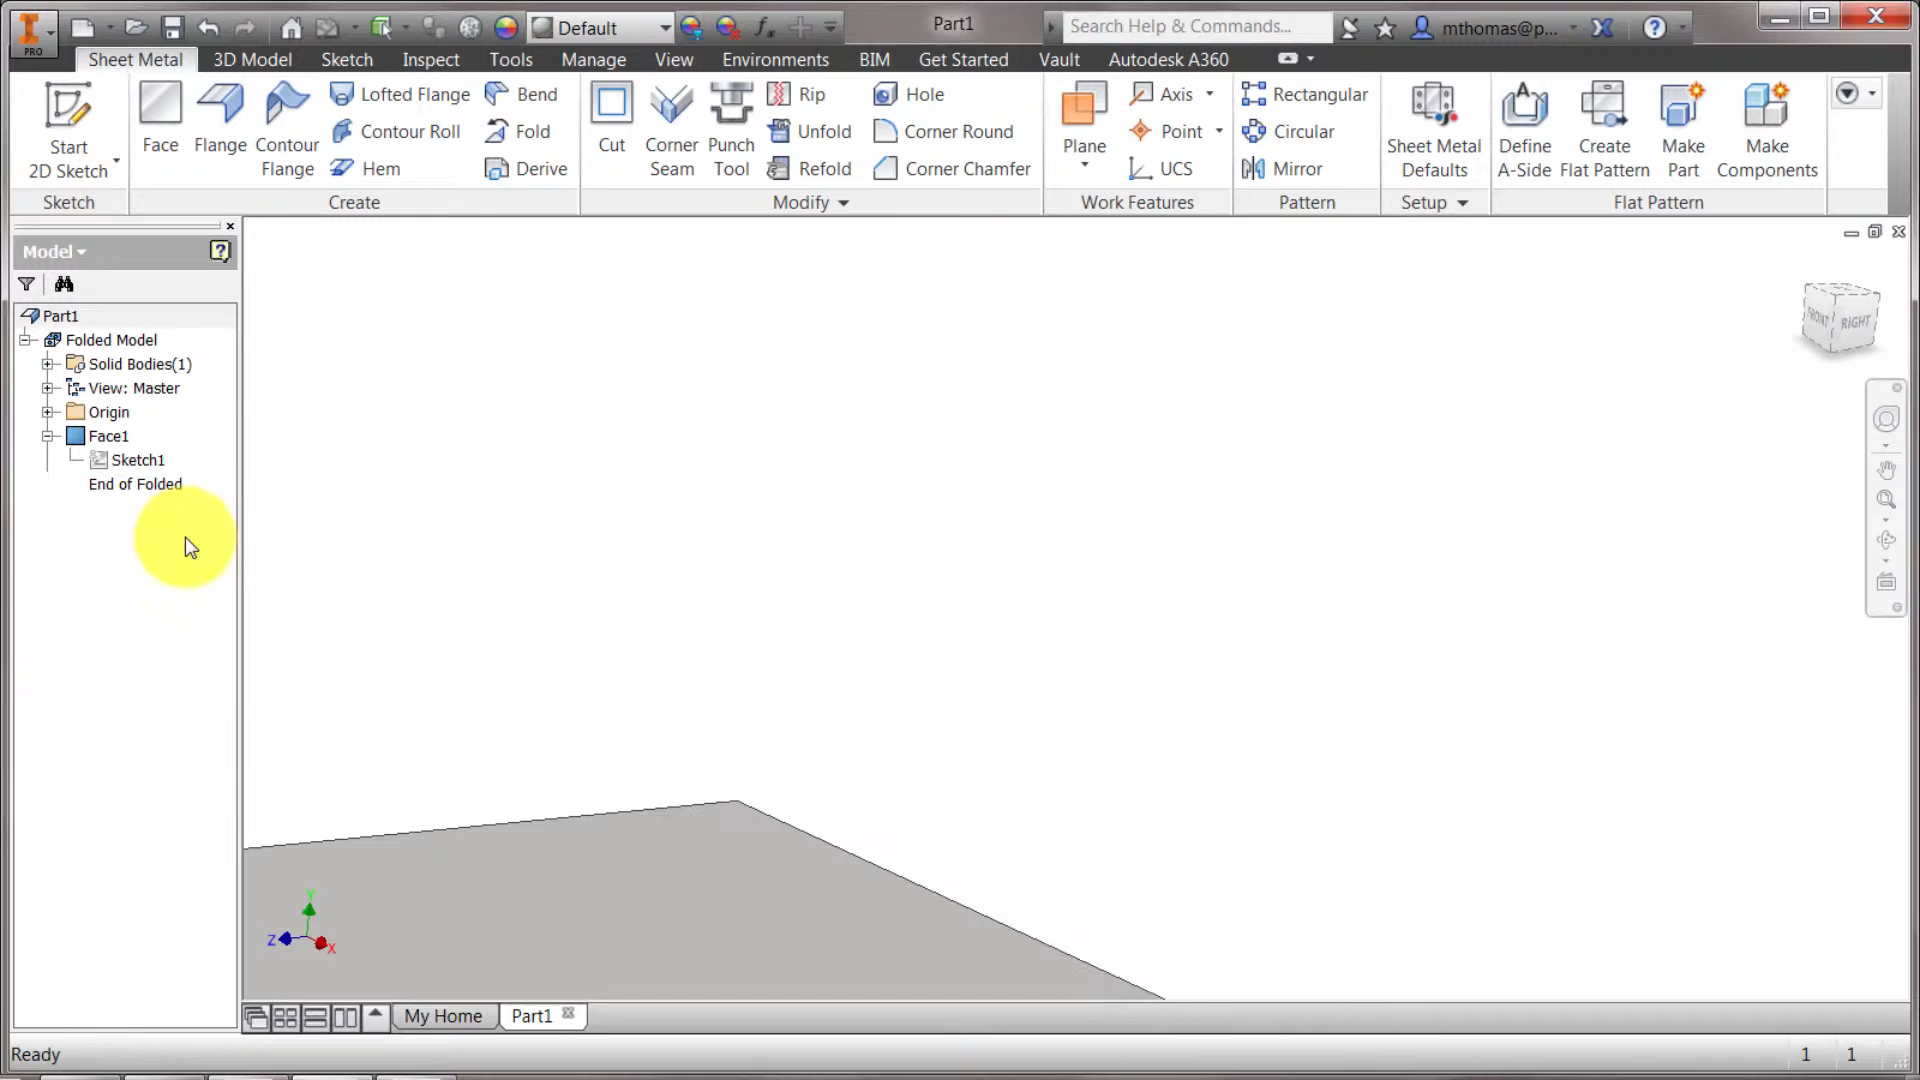 PRO
Default
Part1
Search Help & Commands...
mthomas@p...
Sheet Metal
3D Model
Sketch
Inspect
Tools
Manage
View
Environments
BIM
Get Started
Vault
Autodesk A360
Start
2D Sketch
Face
Flange
Contour
Flange
Lofted Flange
Contour Roll
Hem
Bend
Fold
Derive
Cut
Corner
Seam
Punch
Tool
Rip
Unfold
Refold
Hole
Corner Round
Corner Chamfer
Plane
Axis
Point
UCS
Rectangular
Circular
Mirror
Sheet Metal
Defaults
Define
A-Side
Create
Flat Pattern
Make
Part
Make
Components
Sketch
Create
Modify
Work Features
Pattern
Setup
Flat Pattern
Model
Part1
Folded Model
Solid Bodies(1)
View: Master
Origin
Face1
Sketch1
End of Folded
FRONT
RIGHT
Y
Z
X
My Home
Part1
Ready
1
1